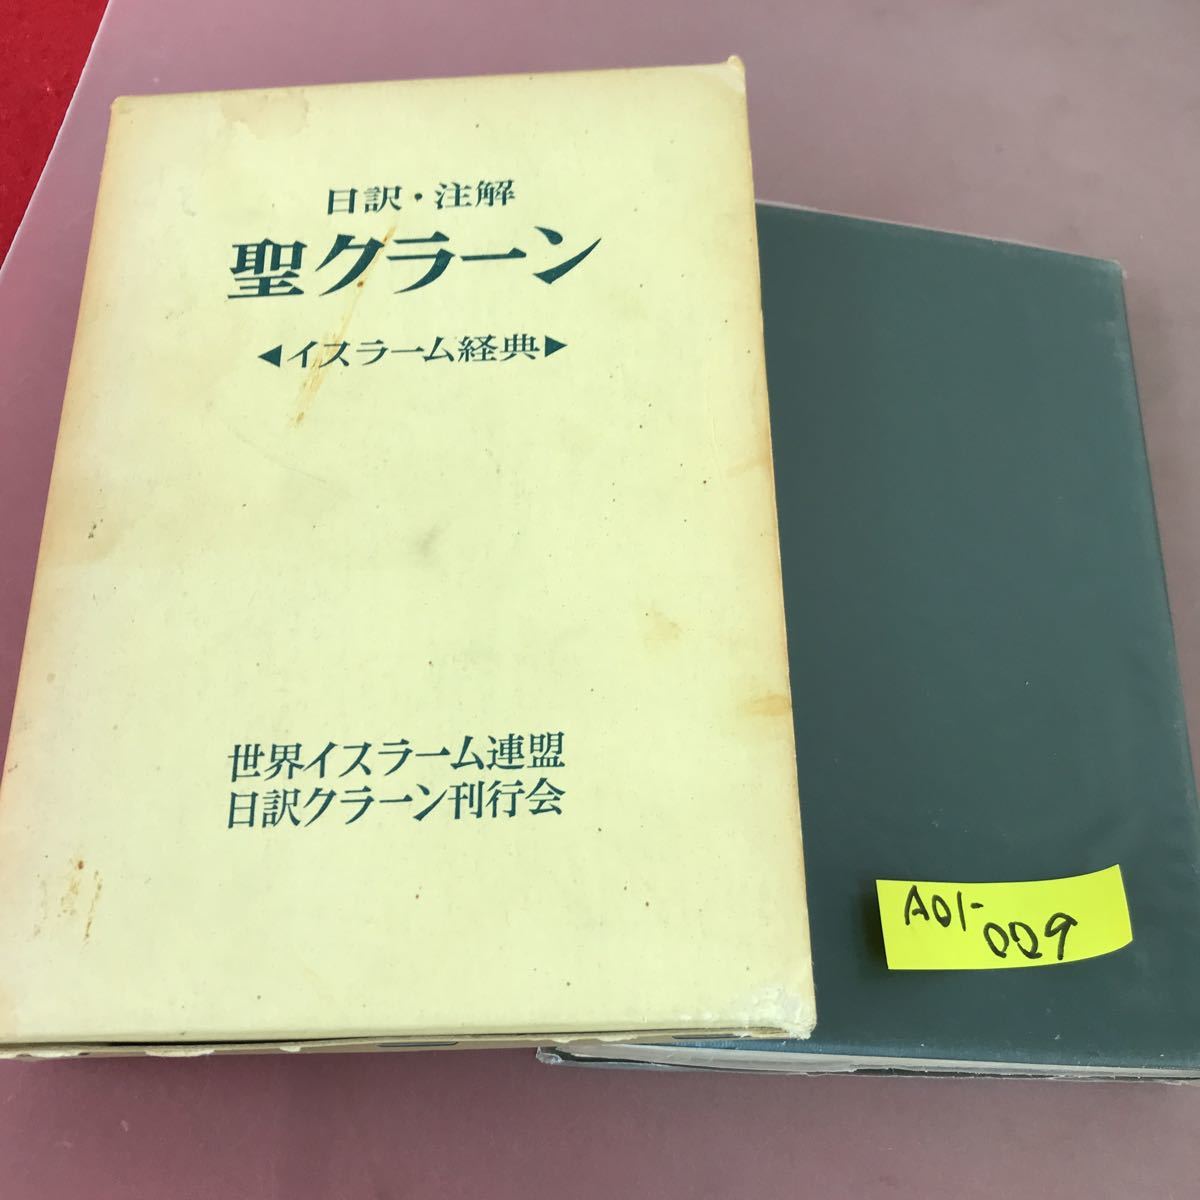 日訳・注解
聖クラーン
◀イスラーム経典▶
世界イスラーム連盟
日訳クラーン刊行会
A01-
029